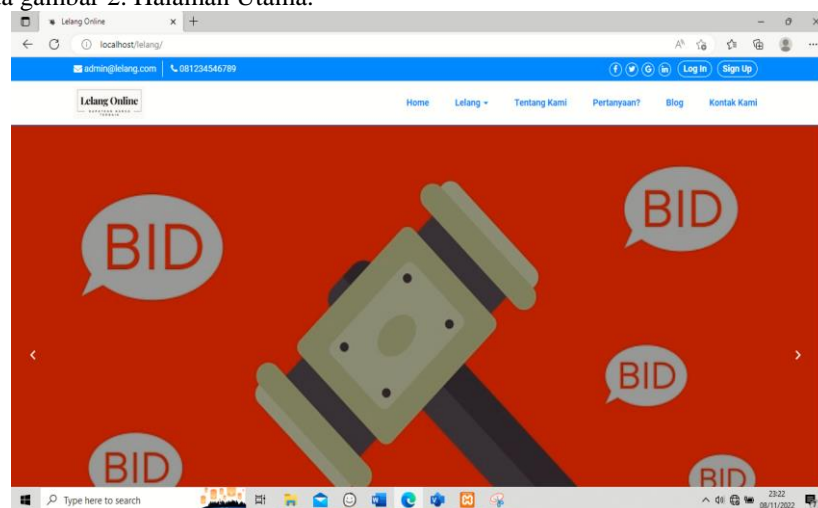 gambar 2. Halaman Utama.
Lelang Online
localhost/lelang/
admin@lelang.com 081234546789 Log In Sign Up
Lelang Online
Home Lelang Tentang Kami Pertanyaan? Blog Kontak Kami
BID
BID
BID
BID
BID
Type here to search
23:22
08/11/2022